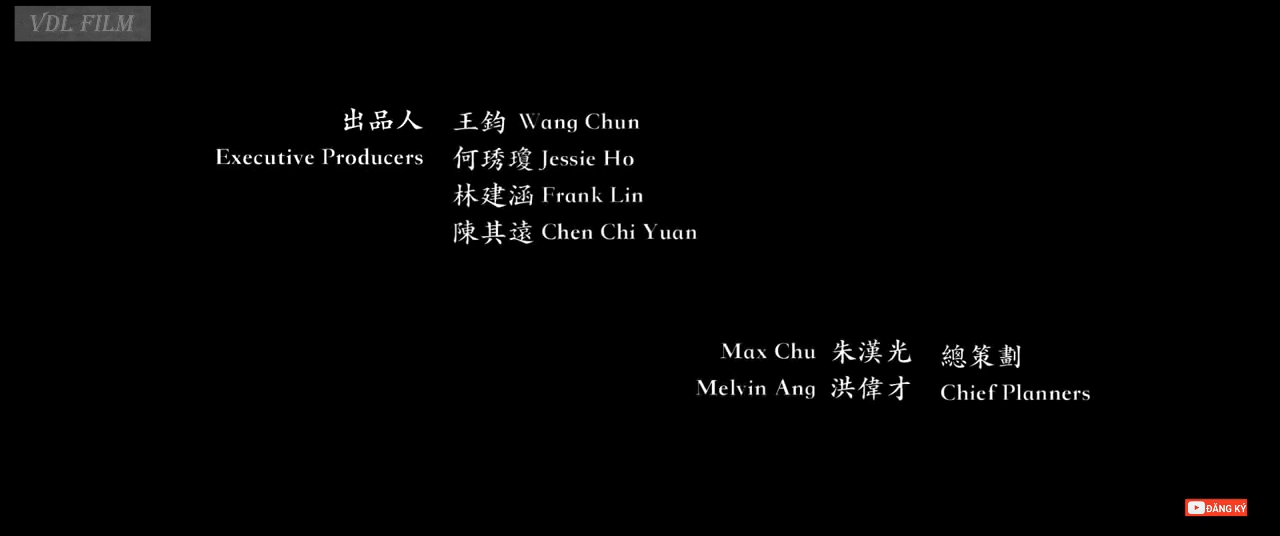 VDL FILM
出品人 王鈞 Wang Chun
Executive Producers 何琇瓊 Jessie Ho
林建涵 Frank Lin
陳其遠 Chen Chi Yuan
Max Chu 朱漢光 總策劃
Melvin Ang 洪偉才 Chief Planners
ĐĂNG KÝ